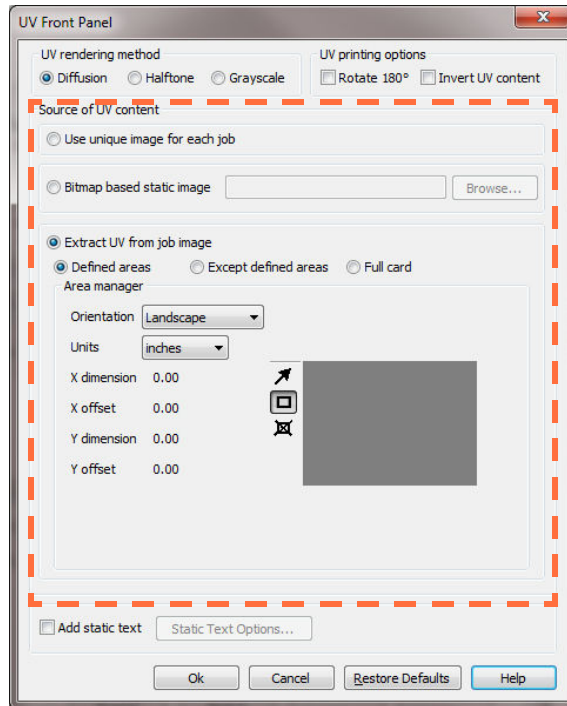 UV Front Panel
UV rendering method
UV printing options
Diffusion Halftone Grayscale
Rotate 180° Invert UV content
Source of UV content
Use unique image for each job
Bitmap based static image Browse...
Extract UV from job image
Defined areas Except defined areas Full card
Area manager
Orientation Landscape
Units inches
X dimension 0.00
X offset 0.00
Y dimension 0.00
Y offset 0.00
Add static text Static Text Options...
Ok Cancel Restore Defaults Help